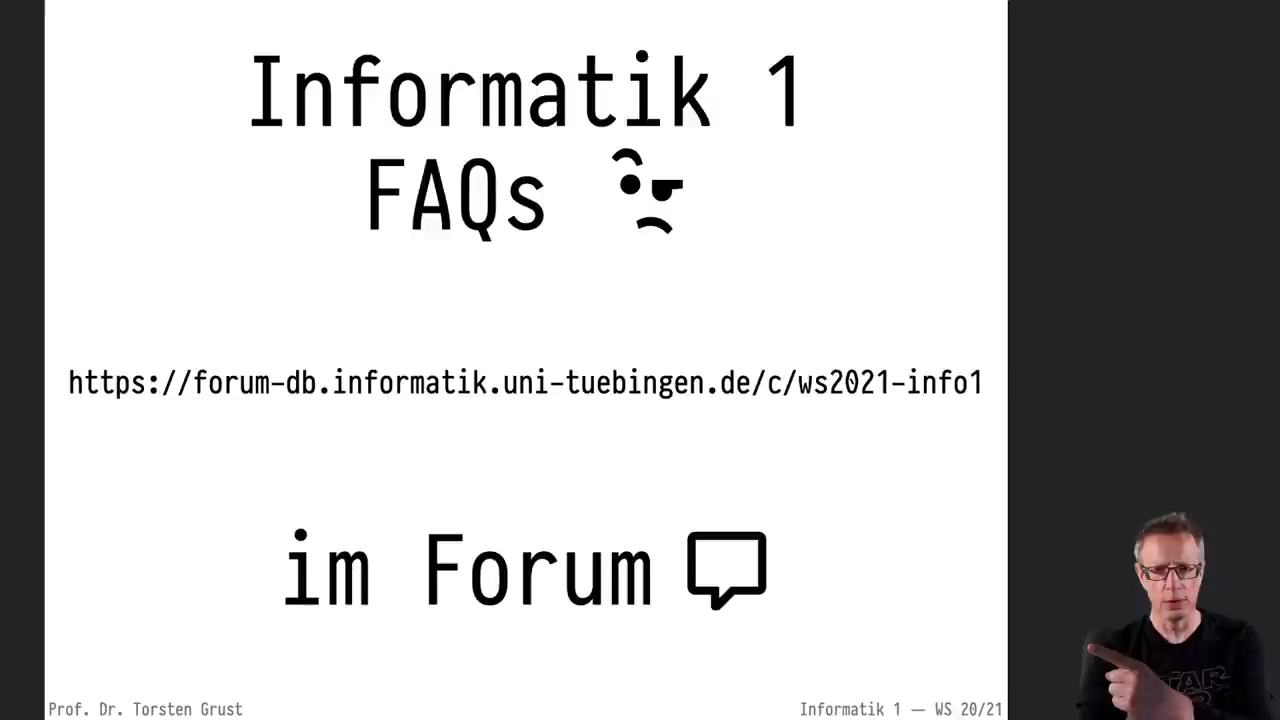 Informatik 1
FAQs
https://forum-db.informatik.uni-tuebingen.de/c/ws2021-info1
im Forum
Prof. Dr. Torsten Grust
Informatik 1 — WS 20/21